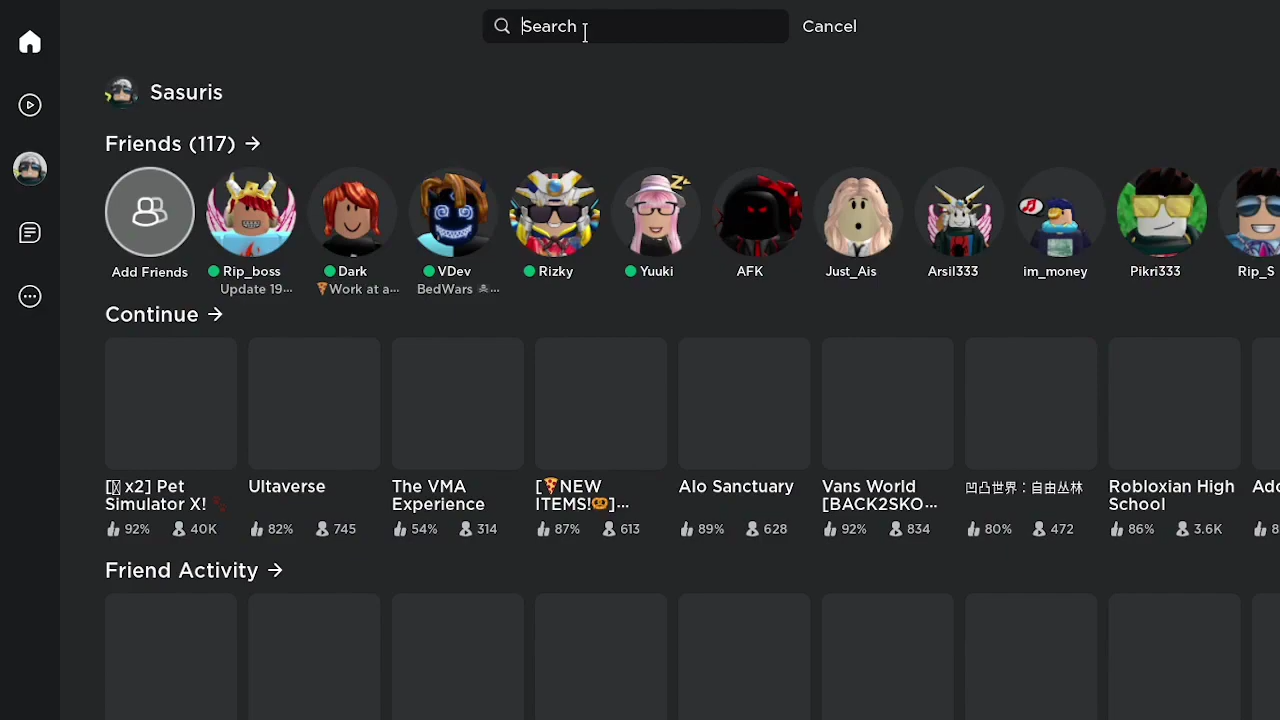 Search
Cancel
Sasuris
Friends (117) →
Add Friends
Rip_boss
Dark
VDev
Rizky
Yuuki
AFK
Just_Ais
Arsil333
im_money
Pikri333
Rip_S
Update 19...
🍕Work at a...
BedWars ☠...
Continue →
[ x2] Pet
Simulator X! 🐾
Ultaverse
The VMA
Experience
[🍕NEW
ITEMS!🎃]...
Alo Sanctuary
Vans World
[BACK2SKO...
凹凸世界：自由丛林
Robloxian High
School
Ado
92% 40K
82% 745
54% 314
87% 613
89% 628
92% 834
80% 472
86% 3.6K
8
Friend Activity →